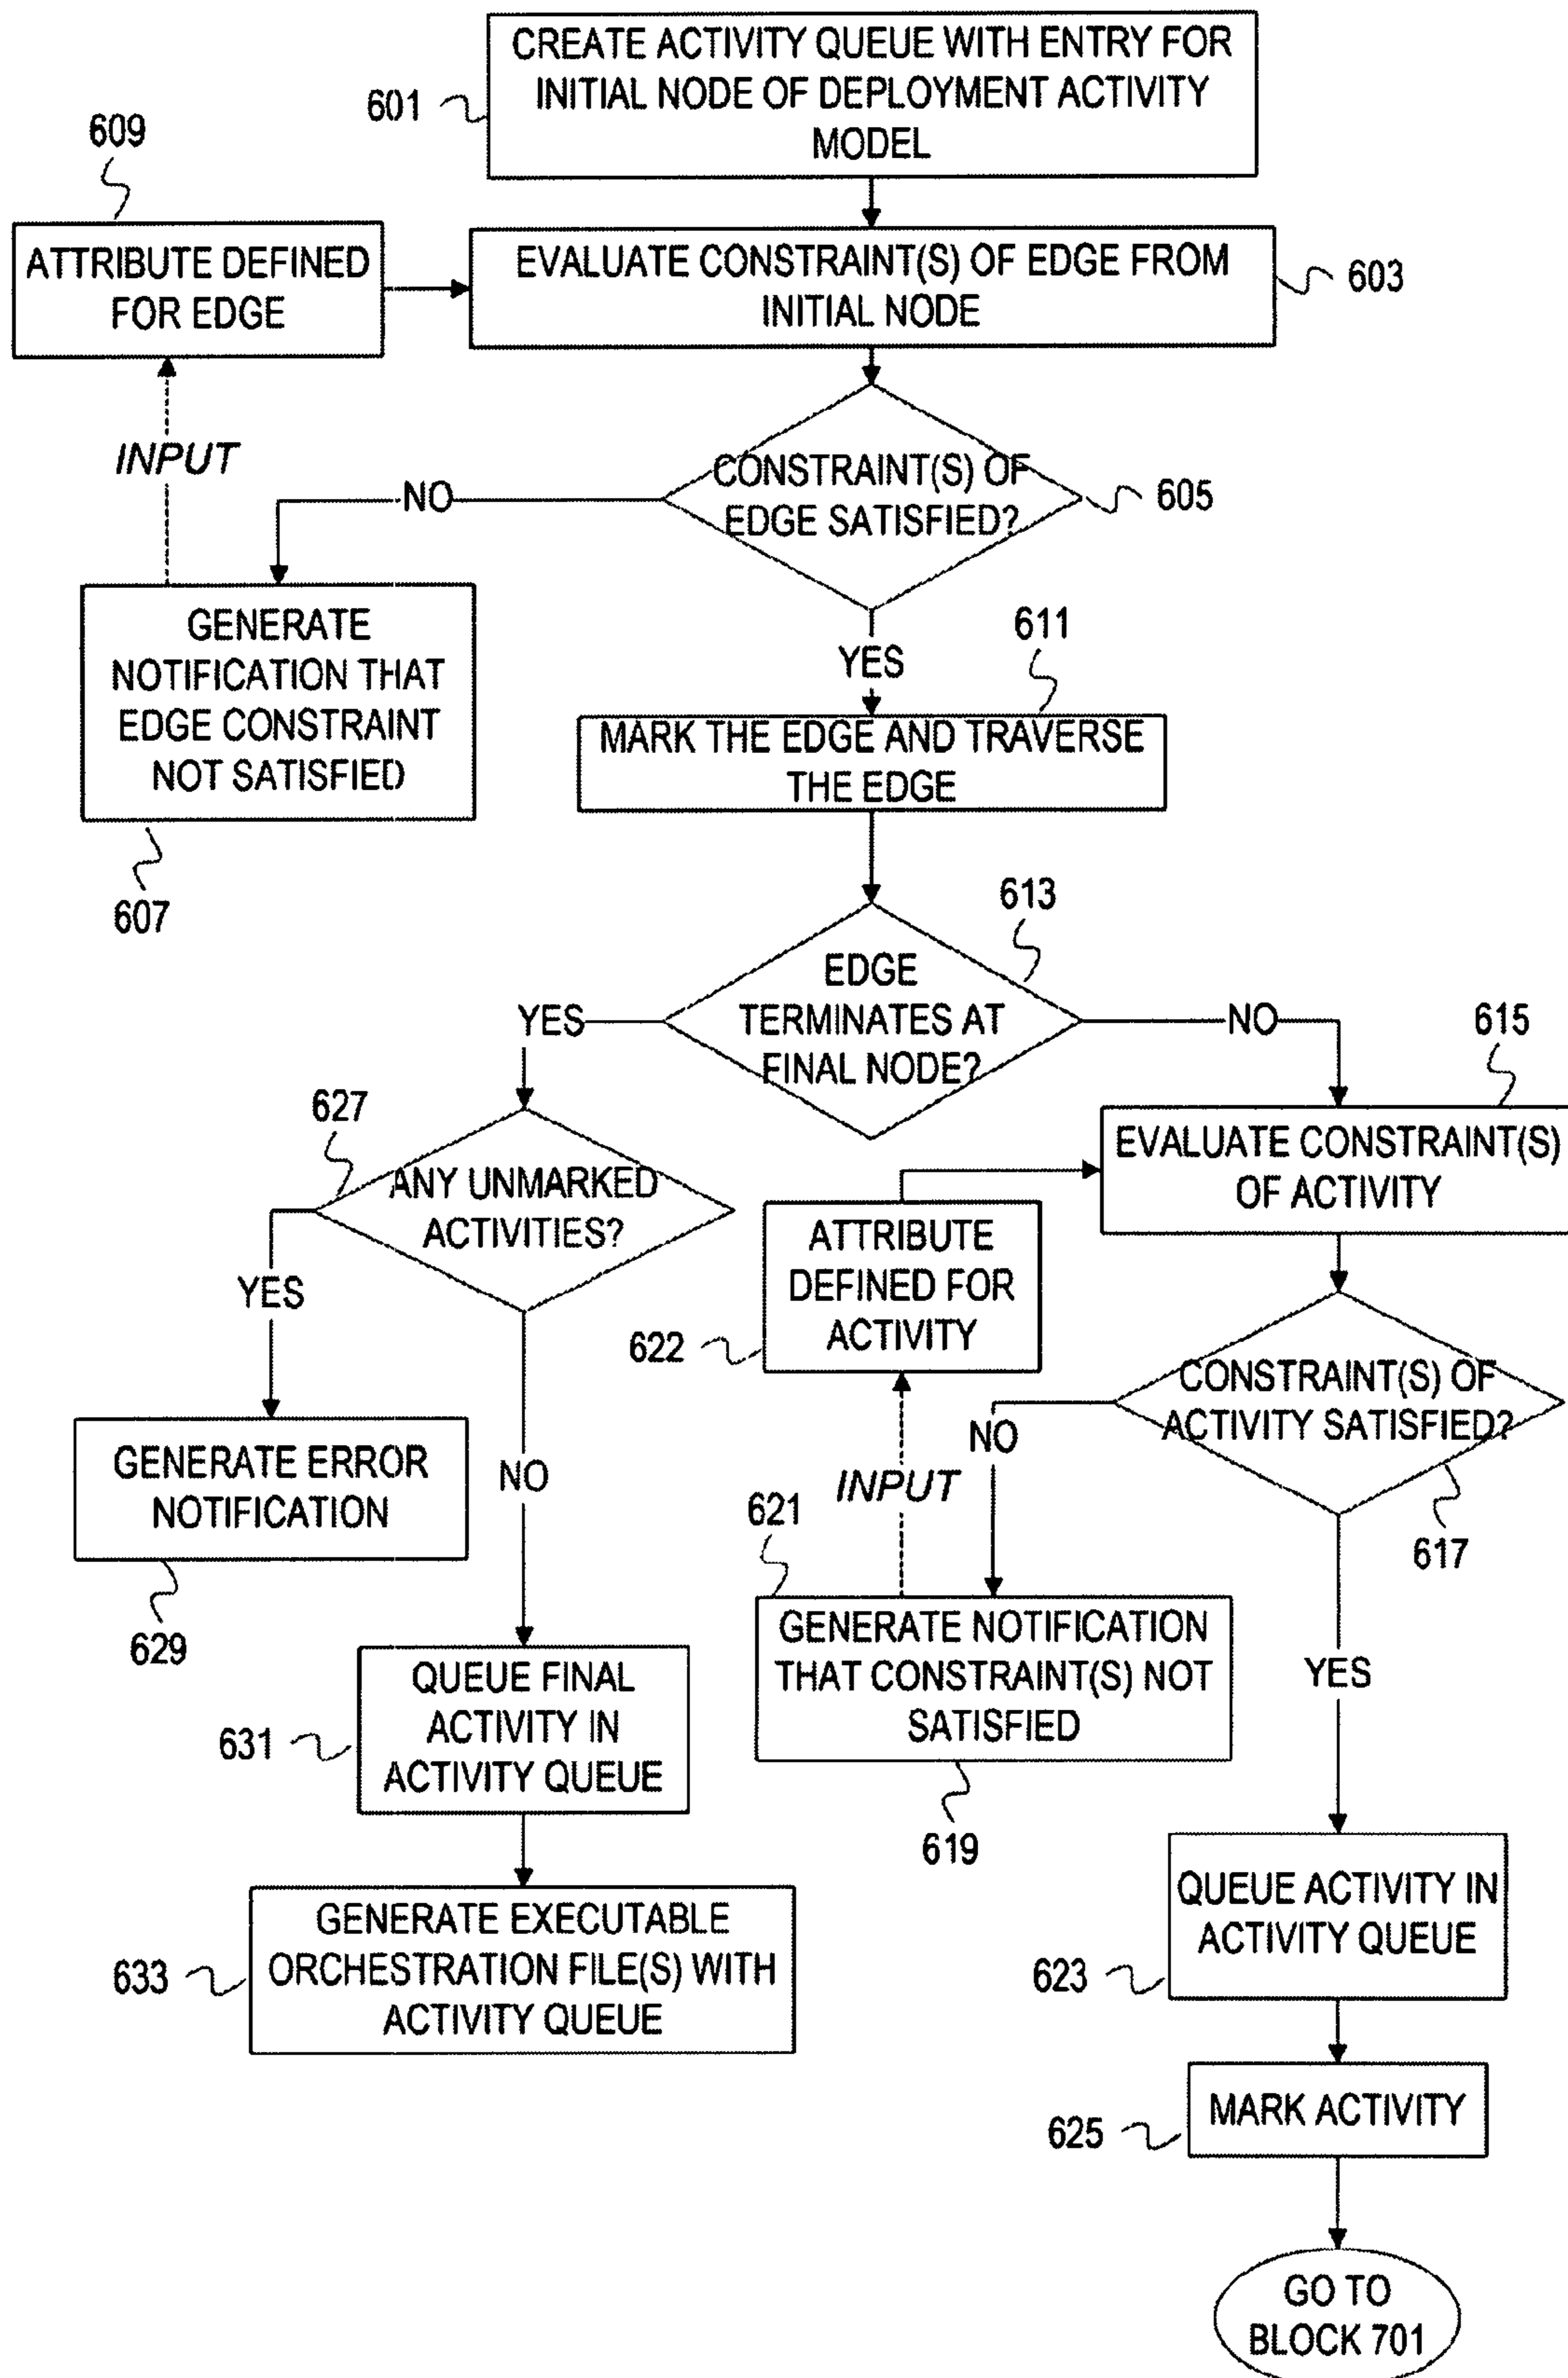 CREATE ACTIVITY QUEUE WITH ENTRY FOR
INITIAL NODE OF DEPLOYMENT ACTIVITY
MODEL
601
609
ATTRIBUTE DEFINED
FOR EDGE
EVALUATE CONSTRAINT(S) OF EDGE FROM
INITIAL NODE
603
INPUT
CONSTRAINT(S) OF
EDGE SATISFIED?
605
NO
GENERATE
NOTIFICATION THAT
EDGE CONSTRAINT
NOT SATISFIED
607
YES
611
MARK THE EDGE AND TRAVERSE
THE EDGE
613
EDGE
TERMINATES AT
FINAL NODE?
YES
NO
615
627
ANY UNMARKED
ACTIVITIES?
EVALUATE CONSTRAINT(S)
OF ACTIVITY
ATTRIBUTE
DEFINED FOR
ACTIVITY
622
YES
CONSTRAINT(S) OF
ACTIVITY SATISFIED?
617
NO
GENERATE ERROR
NOTIFICATION
629
NO
INPUT
621
GENERATE NOTIFICATION
THAT CONSTRAINT(S) NOT
SATISFIED
619
YES
QUEUE FINAL
ACTIVITY IN
ACTIVITY QUEUE
631
GENERATE EXECUTABLE
ORCHESTRATION FILE(S) WITH
ACTIVITY QUEUE
633
QUEUE ACTIVITY IN
ACTIVITY QUEUE
623
MARK ACTIVITY
625
GO TO
BLOCK 701